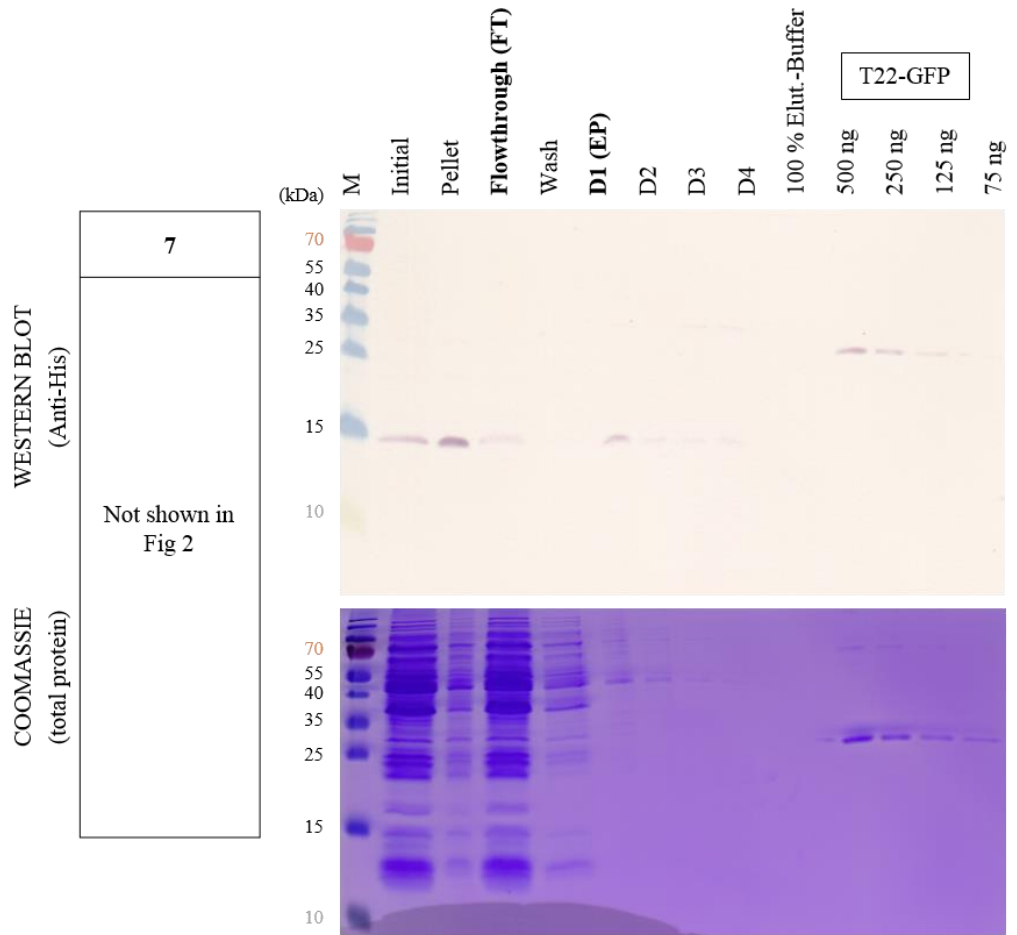 M
Initial
Pellet
Flowthrough (FT)
Wash
D1 (EP)
D2
D3
D4
100 % Elut.-Buffer
T22-GFP
500 ng
250 ng
125 ng
75 ng
(kDa)
7
Not shown in
Fig 2
WESTERN BLOT
(Anti-His)
70
55
40
35
25
15
10
COOMASSIE
(total protein)
70
55
40
35
25
15
10